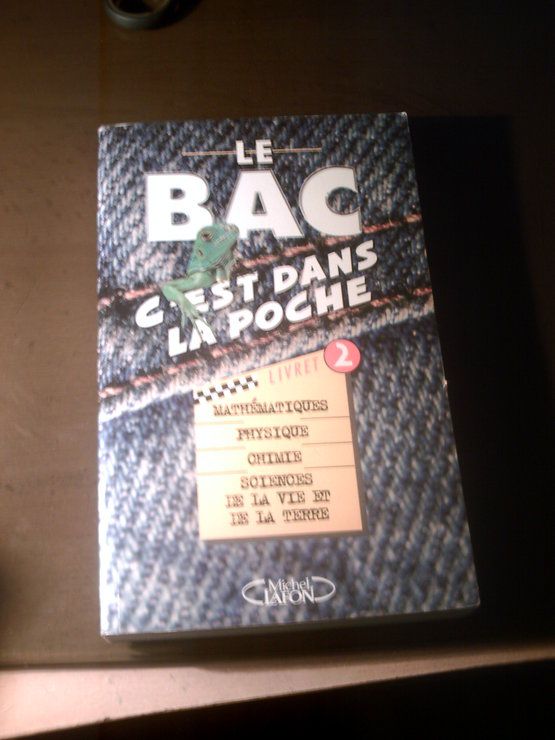 LE
BAC
C'EST DANS
LA POCHE
LIVRET 2
MATHÉMATIQUES
PHYSIQUE
CHIMIE
SCIENCES
DE LA VIE ET
DE LA TERRE
Michel
LAFON